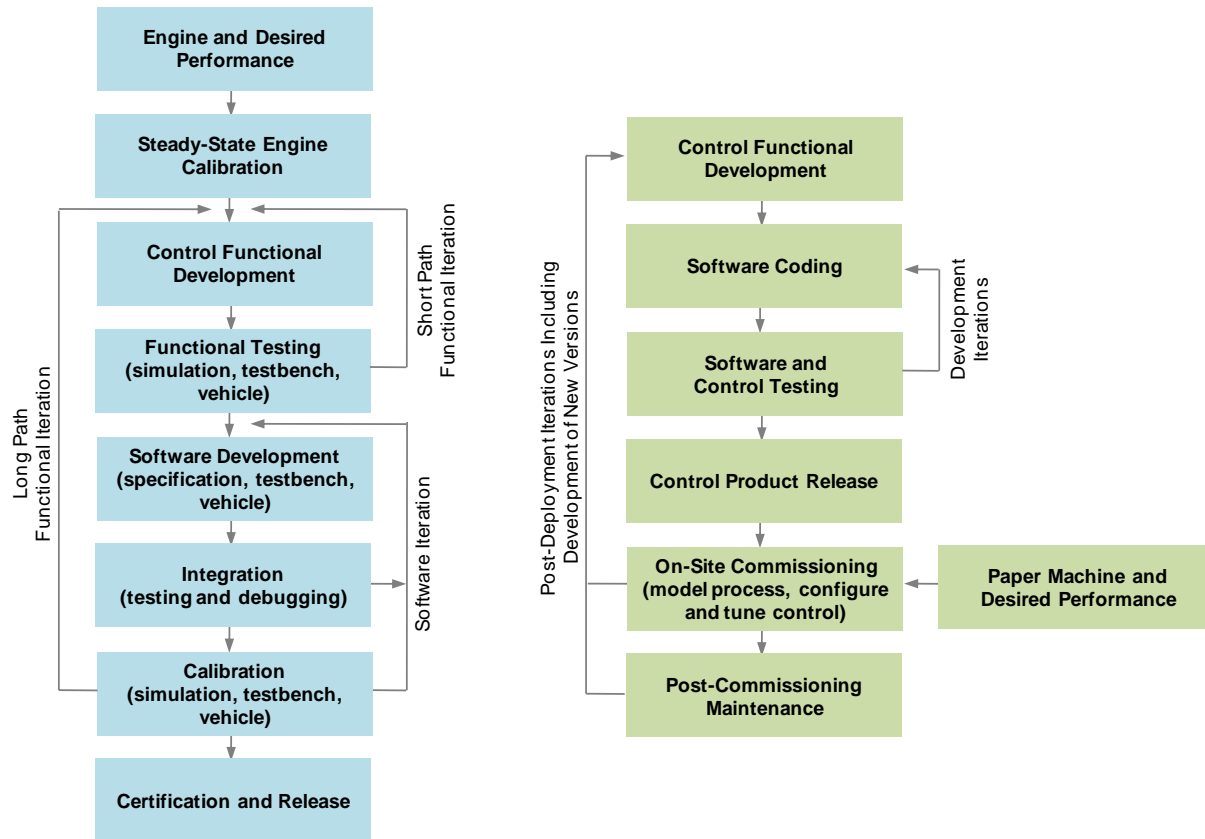 Engine and Desired
Performance
Steady-State Engine
Calibration
Control Functional
Development
Functional Testing
(simulation, testbench,
vehicle)
Software Development
(specification, testbench,
vehicle)
Integration
(testing and debugging)
Calibration
(simulation, testbench,
vehicle)
Certification and Release
Long Path
Functional Iteration
Short Path
Functional Iteration
Software Iteration
Control Functional
Development
Software Coding
Software and
Control Testing
Control Product Release
On-Site Commissioning
(model process, configure
and tune control)
Post-Commissioning
Maintenance
Paper Machine and
Desired Performance
Post-Deployment Iterations Including
Development of New Versions
Development
Iterations